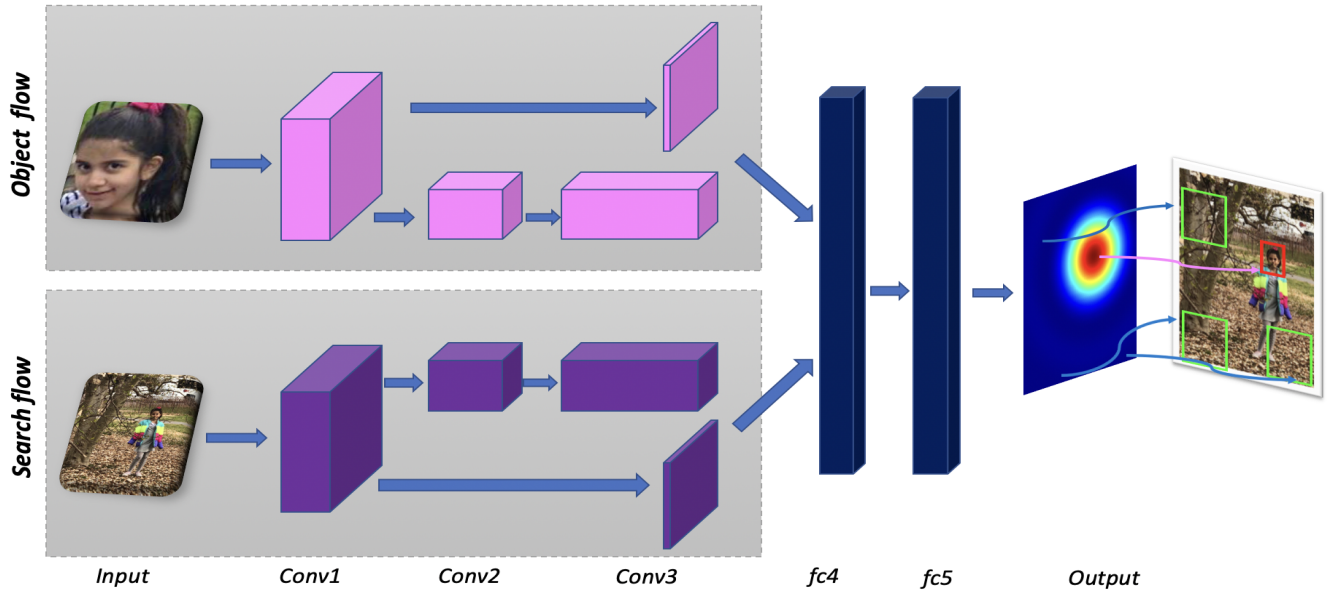 Object flow
Search flow
Input
Conv1
Conv2
Conv3
fc4
fc5
Output